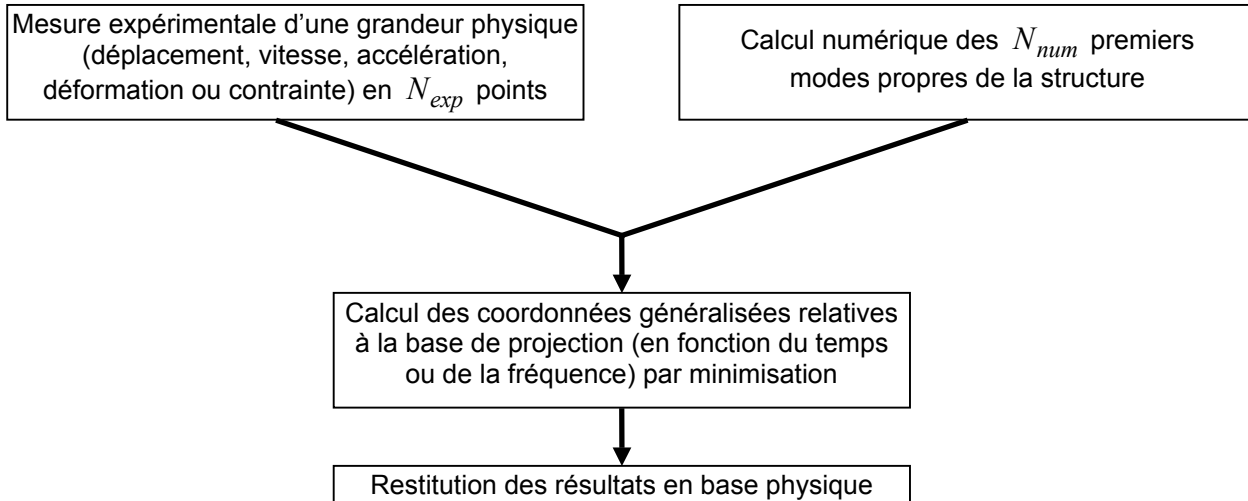 Mesure expérimentale d'une grandeur physique
(déplacement, vitesse, accélération,
déformation ou contrainte) en N_exp points
Calcul numérique des N_num premiers
modes propres de la structure
Calcul des coordonnées généralisées relatives
à la base de projection (en fonction du temps
ou de la fréquence) par minimisation
Restitution des résultats en base physique